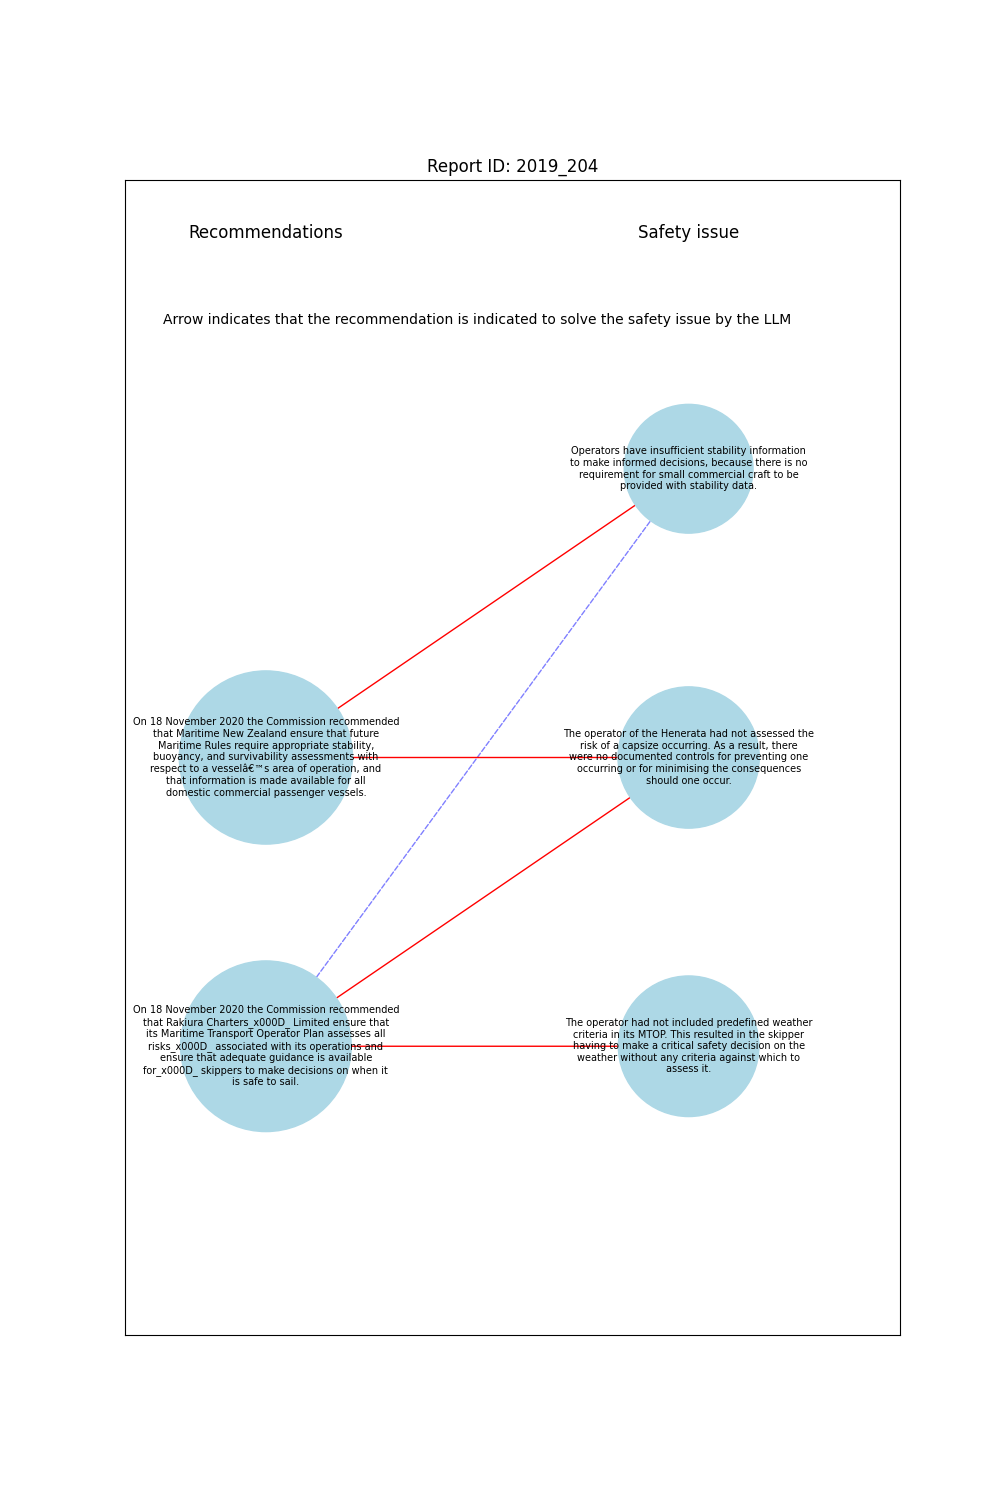 Report ID: 2019_204
Recommendations
Safety issue
Arrow indicates that the recommendation is indicated to solve the safety issue by the LLM
Operators have insufficient stability information
to make informed decisions, because there is no
requirement for small commercial craft to be
provided with stability data.
On 18 November 2020 the Commission recommended
that Maritime New Zealand ensure that future
Maritime Rules require appropriate stability,
buoyancy, and survivability assessments with
respect to a vesselâ€™s area of operation, and
that information is made available for all
domestic commercial passenger vessels.
The operator of the Henerata had not assessed the
risk of a capsize occurring. As a result, there
were no documented controls for preventing one
occurring or for minimising the consequences
should one occur.
On 18 November 2020 the Commission recommended
that Rakiura Charters_x000D_ Limited ensure that
its Maritime Transport Operator Plan assesses all
risks_x000D_ associated with its operations and
ensure that adequate guidance is available
for_x000D_ skippers to make decisions on when it
is safe to sail.
The operator had not included predefined weather
criteria in its MTOP. This resulted in the skipper
having to make a critical safety decision on the
weather without any criteria against which to
assess it.